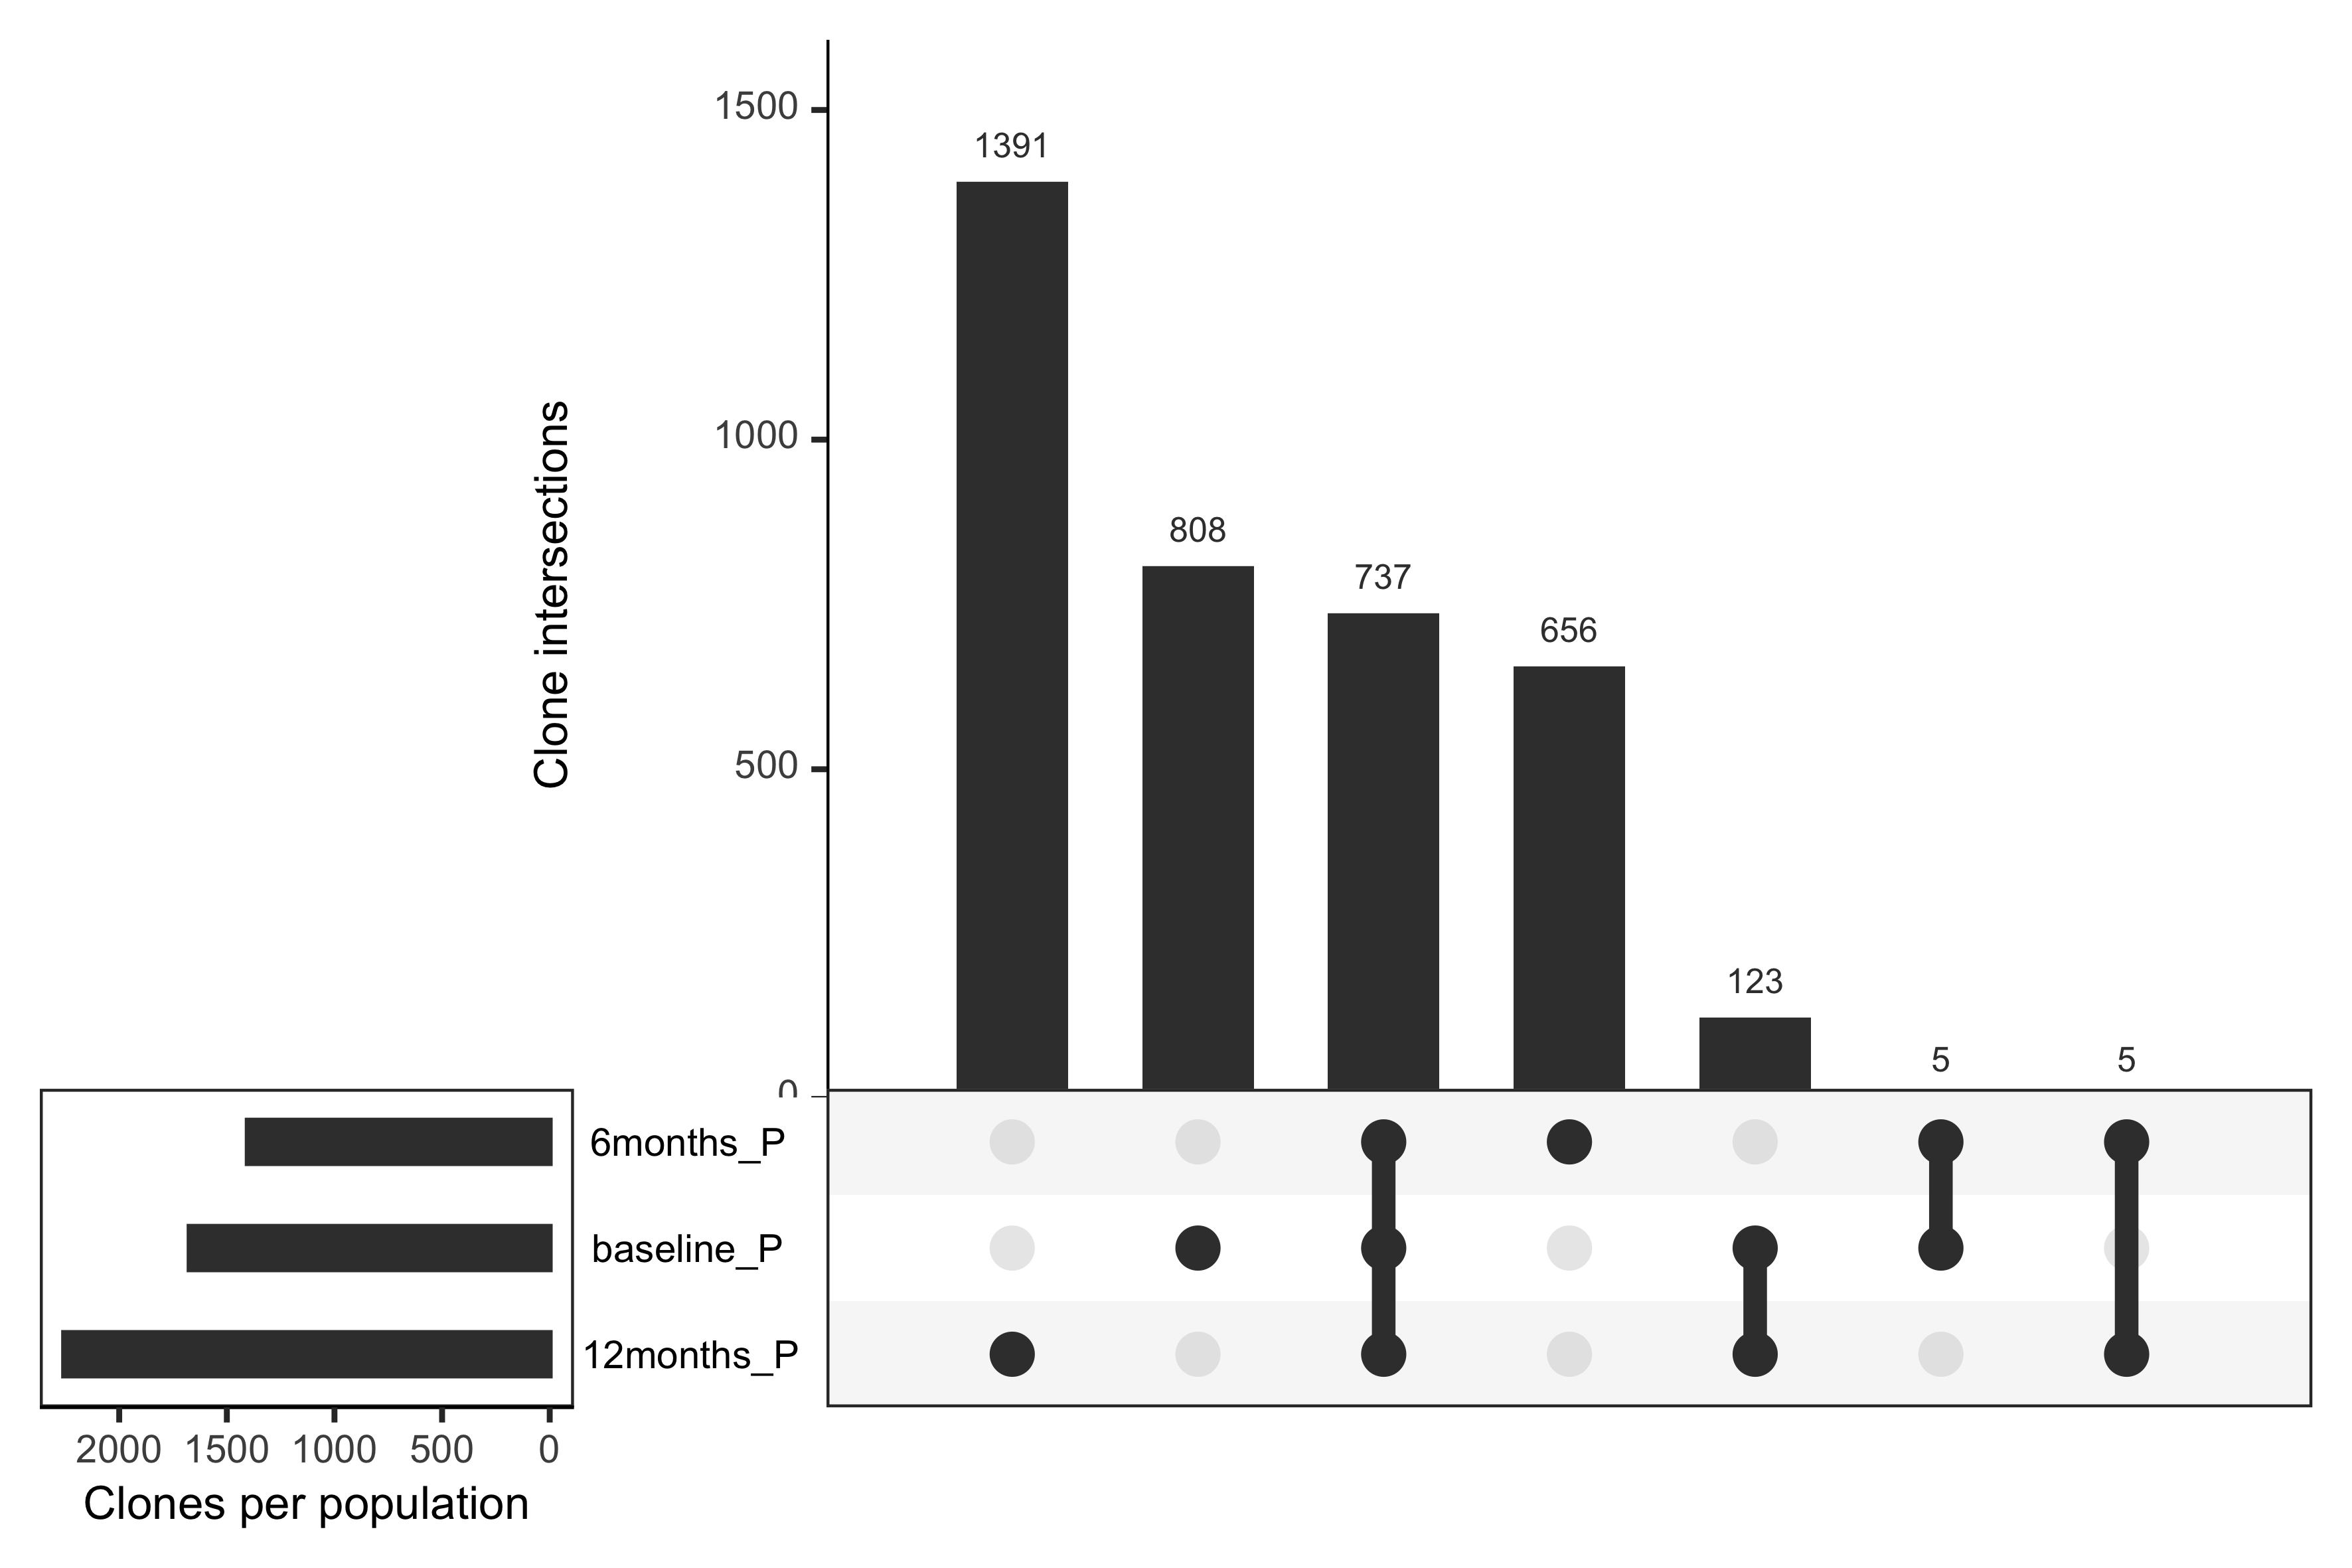 1500
1391
1000
808
737
656
500
123
5
5
0
Clone intersections
6months_P
baseline_P
12months_P
2000 1500 1000 500 0
Clones per population